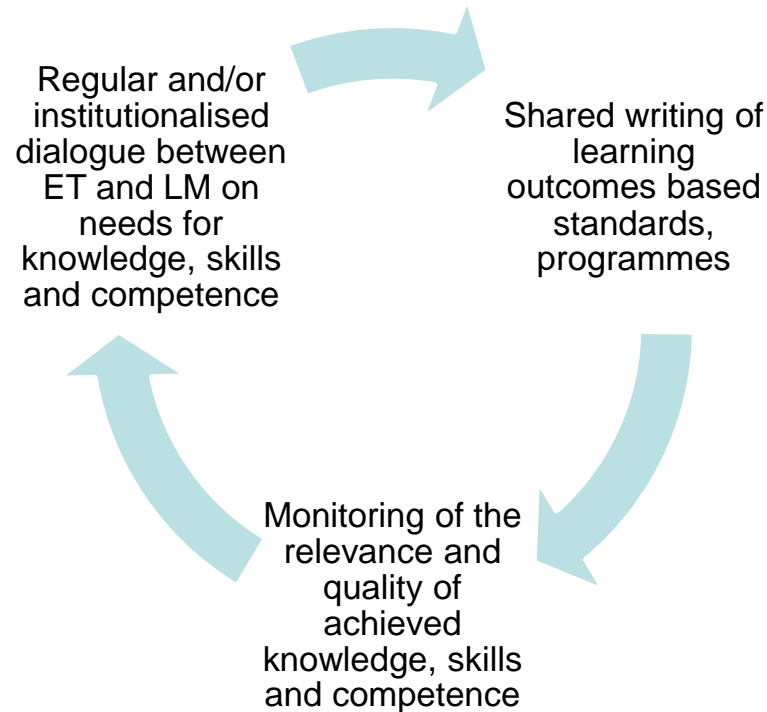 Regular and/or
institutionalised
dialogue between
ET and LM on
needs for
knowledge, skills
and competence
Shared writing of
learning
outcomes based
standards,
programmes
Monitoring of the
relevance and
quality of
achieved
knowledge, skills
and competence